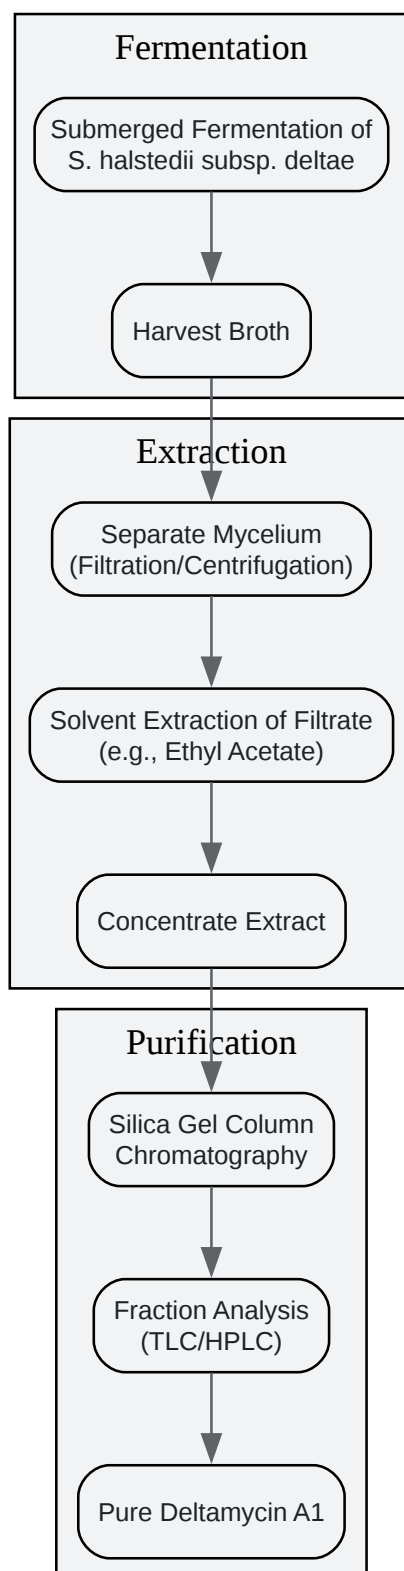 Fermentation
Submerged Fermentation of
S. halstedii subsp. deltae
Harvest Broth
Extraction
Separate Mycelium
(Filtration/Centrifugation)
Solvent Extraction of Filtrate
(e.g., Ethyl Acetate)
Concentrate Extract
Purification
Silica Gel Column
Chromatography
Fraction Analysis
(TLC/HPLC)
Pure Deltamycin A1